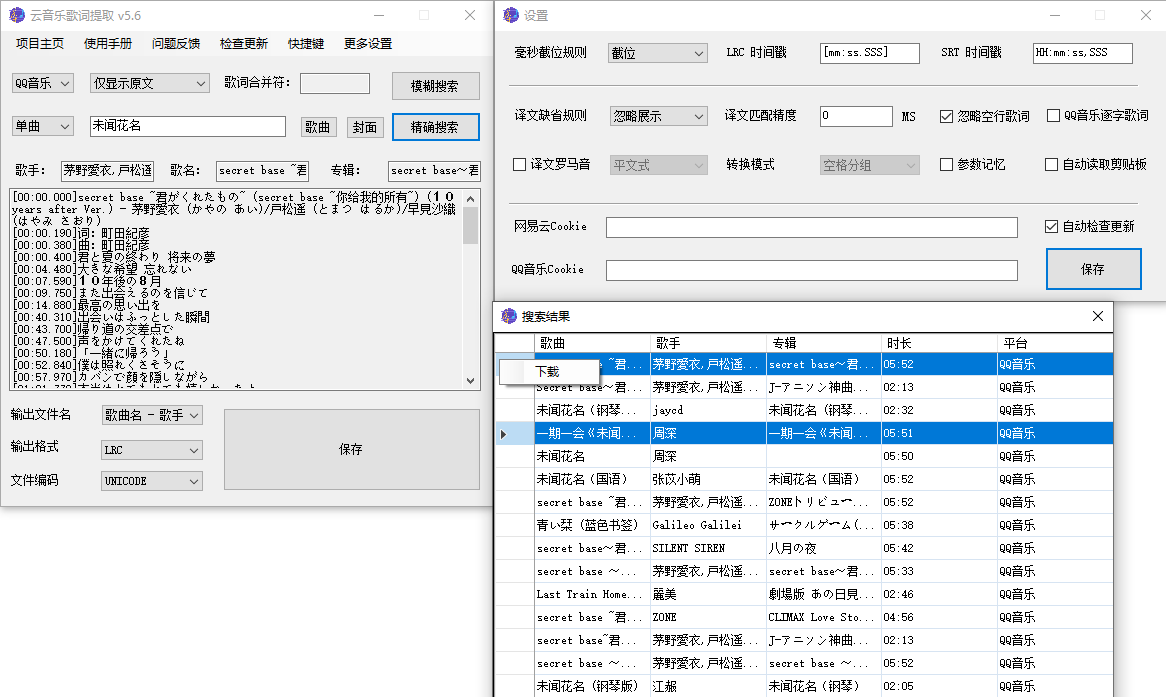 云音乐歌词提取 v5.6
项目主页 使用手册 问题反馈 检查更新 快捷键 更多设置
QQ音乐 仅显示原文 歌词合并符: 模糊搜索
单曲 未闻花名 歌曲 封面 精确搜索
歌手: 茅野愛衣,戸松遥 歌名: secret base ~君 专辑: secret base～君
[00:00.000]secret base ~君がくれたもの~ (secret base ~你给我的所有~) (１０
years after Ver.) - 茅野愛衣 (かやの あい)/戸松遥 (とまつ はるか)/早見沙織
(はやみ さおり)
[00:00.190]词: 町田紀彦
[00:00.380]曲: 町田紀彦
[00:00.400]君と夏の終わり 将来の夢
[00:04.480]大きな希望 忘れない
[00:07.590]１０年後の８月
[00:09.750]また出会えるのを信じて
[00:14.880]最高の思い出を
[00:40.310]出会いはふっとした瞬間
[00:43.700]帰り道の交差点で
[00:47.500]声をかけてくれたね
[00:50.180]「一緒に帰ろう」
[00:52.840]僕は照れくさそうに
[00:57.970]カバンで顔を隠しながら
输出文件名 歌曲名 - 歌手
输出格式 LRC
文件编码 UNICODE
保存
设置
毫秒截位规则 截位 LRC 时间戳 [mm:ss.SSS] SRT 时间戳 HH:mm:ss,SSS
译文缺省规则 忽略展示 译文匹配精度 0 MS 忽略空行歌词 QQ音乐逐字歌词
译文罗马音 平文式 转换模式 空格分组 参数记忆 自动读取剪贴板
网易云Cookie 自动检查更新
QQ音乐Cookie 保存
搜索结果
歌曲 歌手 专辑 时长 平台
下载
~君... 茅野愛衣,戸松遥... secret base～君... 05:52 QQ音乐
secret base~君... 茅野愛衣,戸松遥... J-アニソン神曲... 02:13 QQ音乐
未闻花名 (钢琴... jaycd 未闻花名 (钢琴... 02:32 QQ音乐
一期一会《未闻... 周深 一期一会《未闻... 05:51 QQ音乐
未闻花名 周深 05:50 QQ音乐
未闻花名 (国语) 张苡小萌 未闻花名 (国语) 05:52 QQ音乐
secret base ~君... 茅野愛衣,戸松遥... ZONEトリビュー... 05:52 QQ音乐
青い栞 (蓝色书签) Galileo Galilei サークルゲーム(... 05:38 QQ音乐
secret base～君... SILENT SIREN 八月の夜 05:42 QQ音乐
secret base ～... 茅野愛衣,戸松遥... secret base～君... 05:33 QQ音乐
Last Train Home... 麗美 劇場版 あの日見... 02:46 QQ音乐
secret base ~君... ZONE CLIMAX Love Sto... 04:56 QQ音乐
secret base~君... 茅野愛衣,戸松遥... J-アニソン神曲... 02:13 QQ音乐
secret base ～... 茅野愛衣,戸松遥... secret base ～... 05:52 QQ音乐
未闻花名 (钢琴版) 江赧 未闻花名 (钢琴) 02:05 QQ音乐